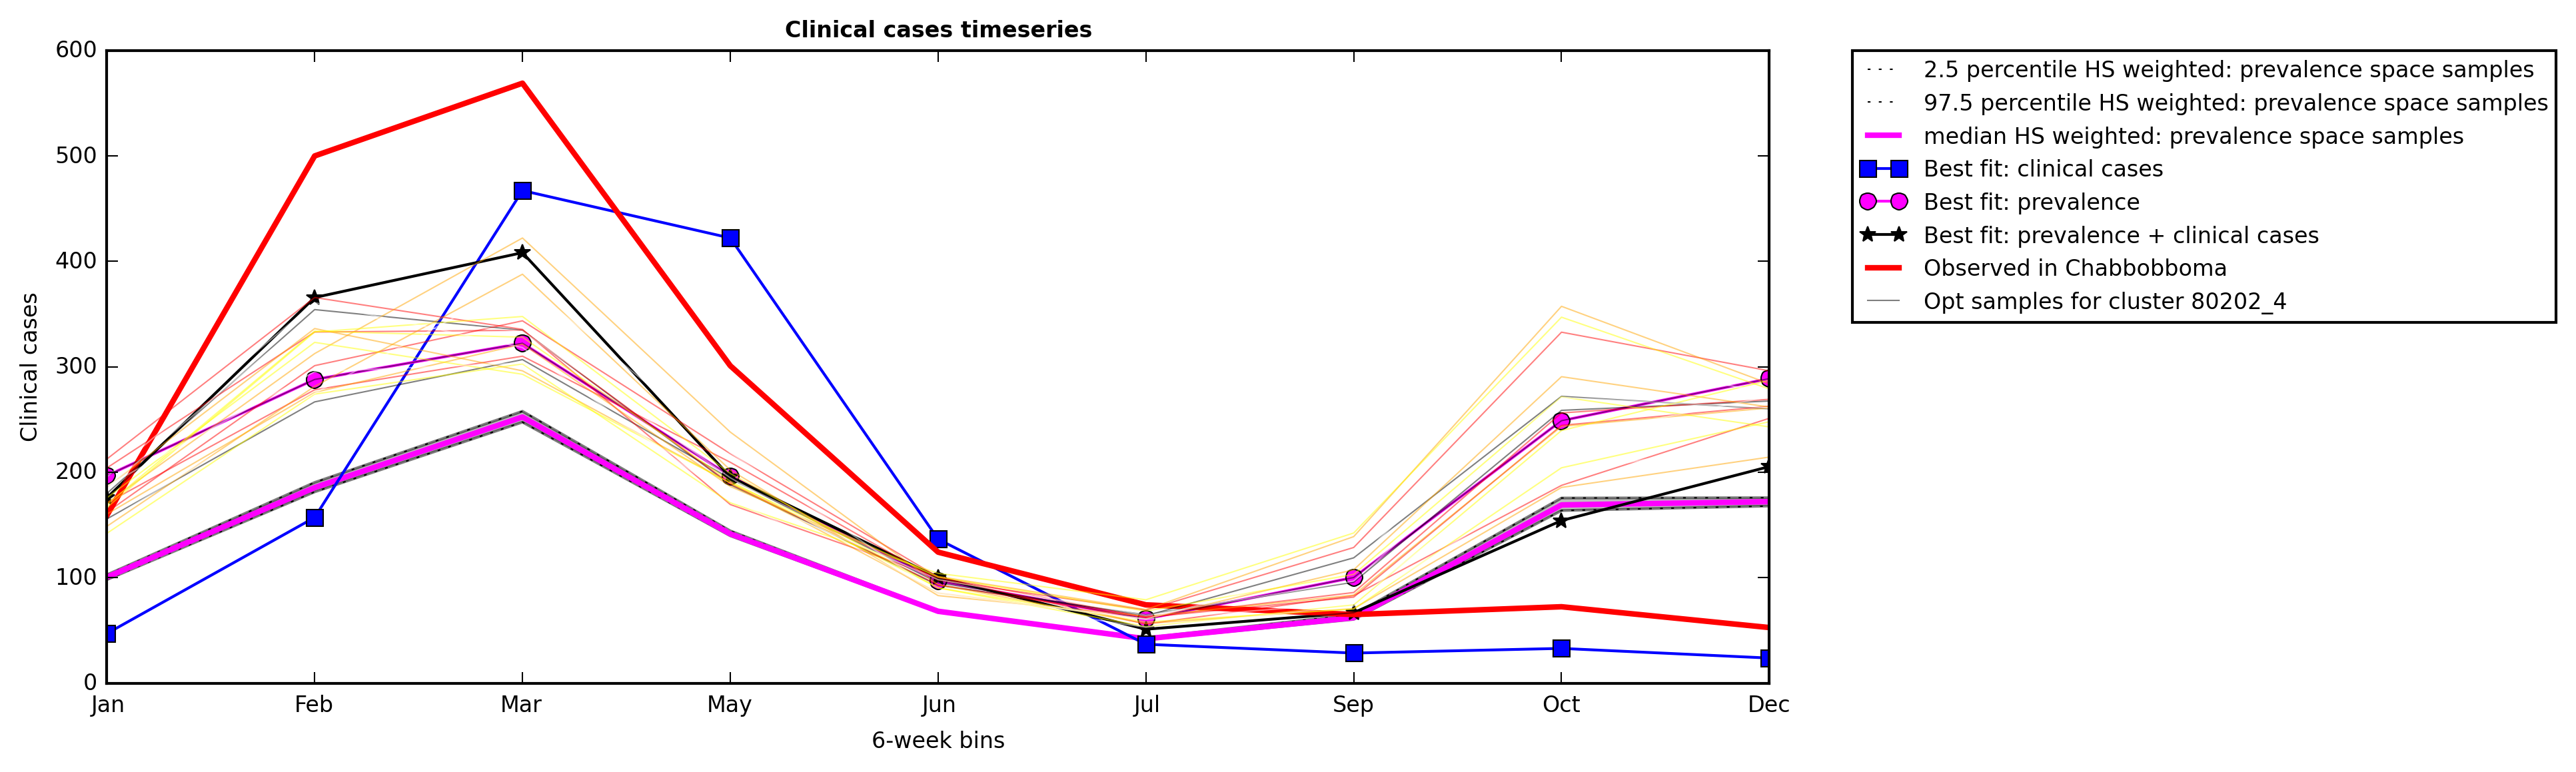 Clinical cases timeseries
600
500
400
300
200
100
0
Clinical cases
Jan Feb Mar May Jun Jul Sep Oct Dec
6-week bins
2.5 percentile HS weighted: prevalence space samples
97.5 percentile HS weighted: prevalence space samples
median HS weighted: prevalence space samples
Best fit: clinical cases
Best fit: prevalence
Best fit: prevalence + clinical cases
Observed in Chabbobboma
Opt samples for cluster 80202_4